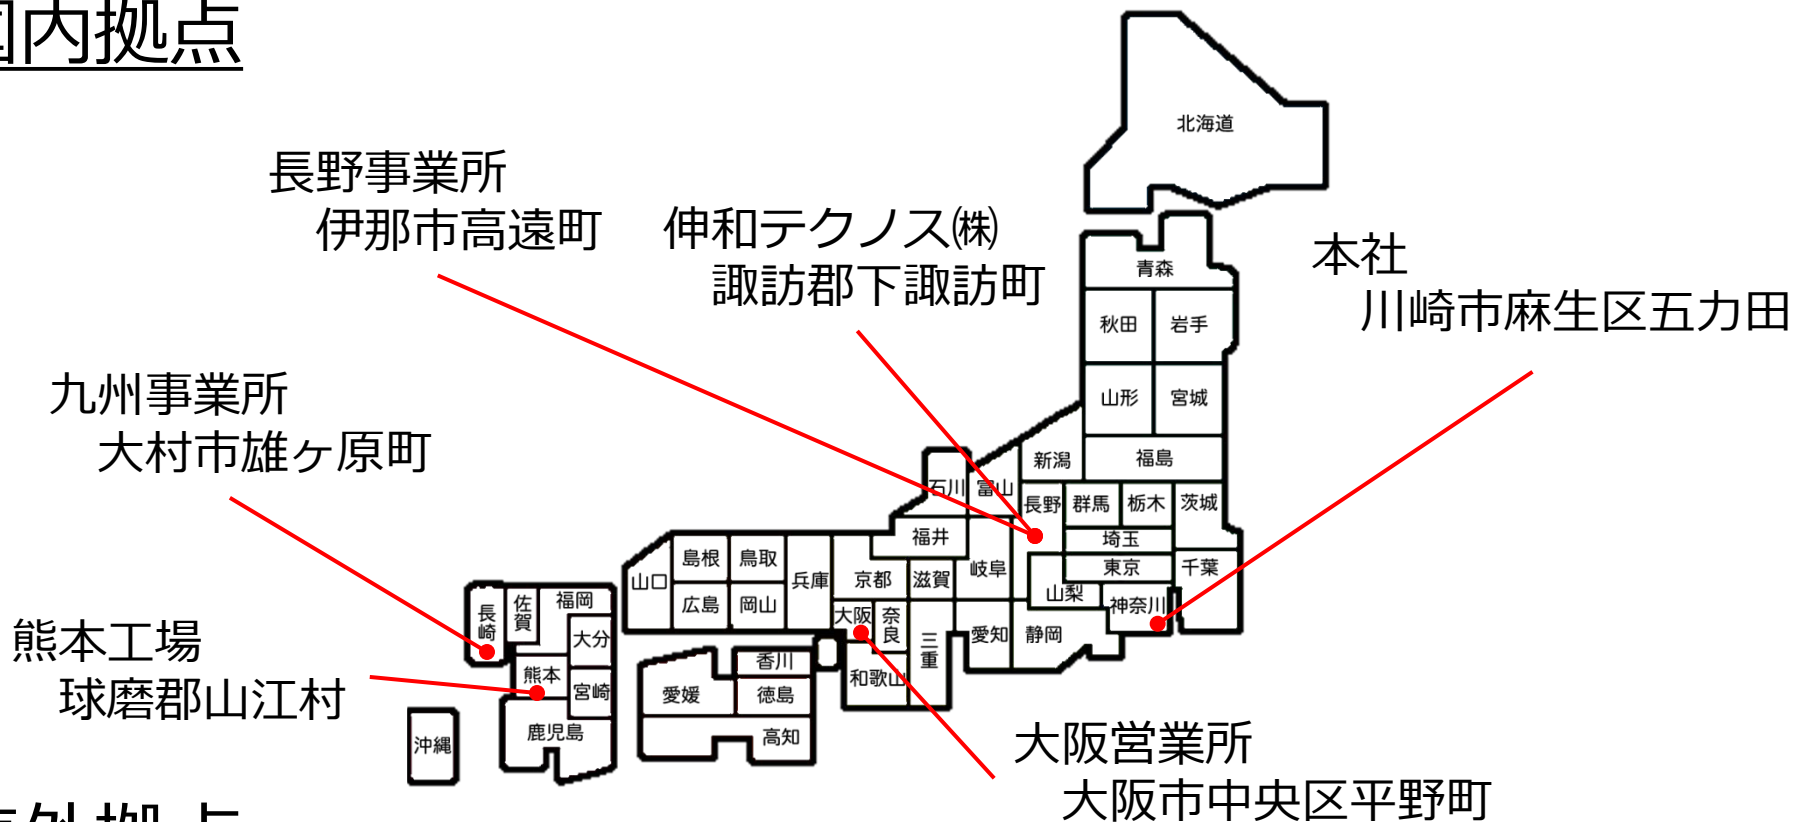 国内拠点
長野事業所
伊那市高遠町
伸和テクノス㈱
諏訪郡下諏訪町
本社
川崎市麻生区五力田
九州事業所
大村市雄ヶ原町
熊本工場
球磨郡山江村
大阪営業所
大阪市中央区平野町
北海道
青森
秋田
岩手
山形
宮城
新潟
福島
石川
富山
長野
群馬
栃木
茨城
福井
岐阜
埼玉
東京
千葉
山梨
神奈川
島根
鳥取
兵庫
京都
滋賀
山口
広島
岡山
大阪
奈良
三重
愛知
静岡
和歌山
香川
愛媛
徳島
高知
長崎
佐賀
福岡
大分
熊本
宮崎
鹿児島
沖縄
海外拠点